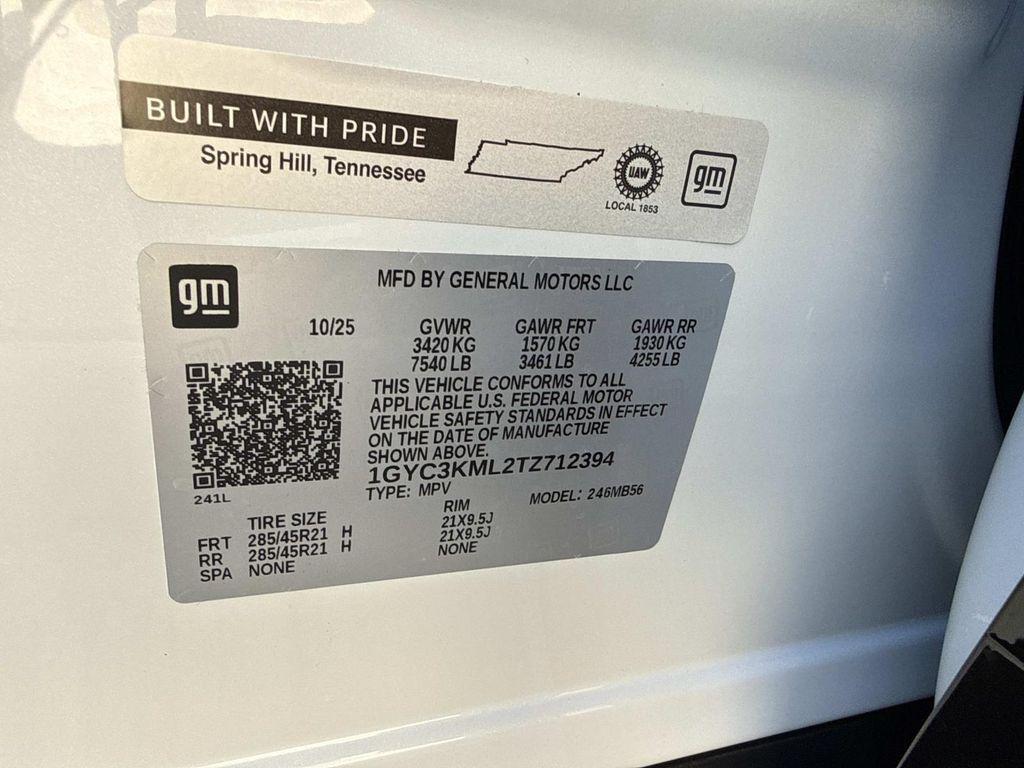 BUILT WITH PRIDE
Spring Hill, Tennessee
UAW
LOCAL 1853
gm
gm
MFD BY GENERAL MOTORS LLC
10/25 GVWR GAWR FRT GAWR RR
3420 KG 1570 KG 1930 KG
7540 LB 3461 LB 4255 LB
THIS VEHICLE CONFORMS TO ALL
APPLICABLE U.S. FEDERAL MOTOR
VEHICLE SAFETY STANDARDS IN EFFECT
ON THE DATE OF MANUFACTURE
SHOWN ABOVE.
1GYC3KML2TZ712394
TYPE: MPV MODEL: 246MB56
241L
TIRE SIZE RIM
FRT 285/45R21 H 21X9.5J
RR 285/45R21 H 21X9.5J
SPA NONE NONE